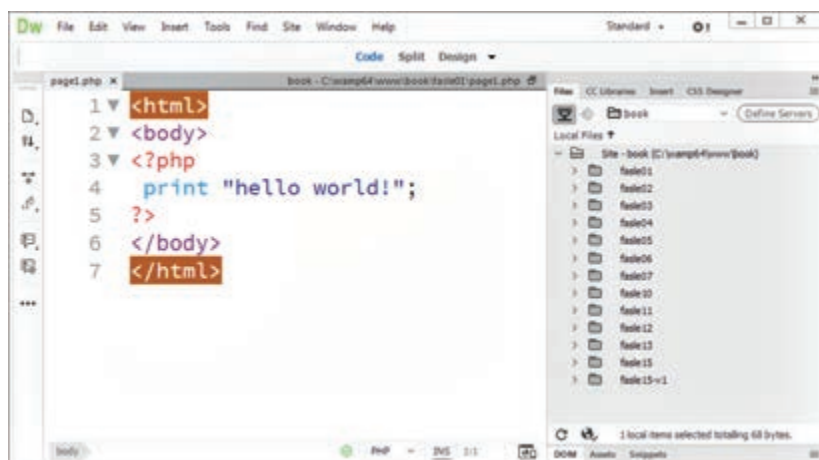 Dw File Edit View Insert Tools Find Site Window Help Standard
Code Split Design
page1.php × book - C:\wamp64\www\book\fasle01\page1.php
1 <html>
2 <body>
3 <?php
4 print "hello world!";
5 ?>
6 </body>
7 </html>
body PHP INS 1:1
Files CC Libraries Insert CSS Designer
book Define Servers
Local Files
Site - book (C:\wamp64\www\book)
fasle01
fasle02
fasle03
fasle04
fasle05
fasle06
fasle07
fasle10
fasle11
fasle12
fasle13
fasle15
fasle15-v1
1 local items selected totalling 68 bytes.
DOM Assets Snippets